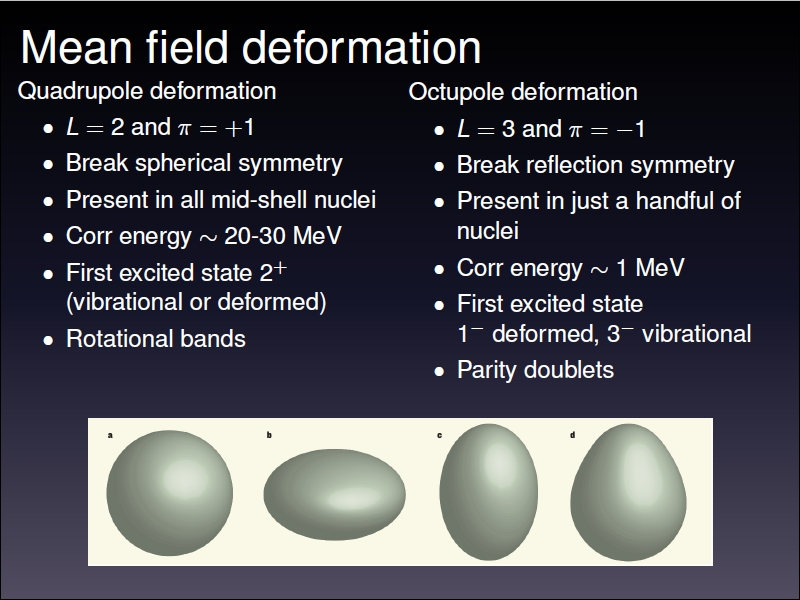 Mean field deformation
Quadrupole deformation
• L = 2 and π = +1
• Break spherical symmetry
• Present in all mid-shell nuclei
• Corr energy ∼ 20-30 MeV
• First excited state 2⁺
(vibrational or deformed)
• Rotational bands
Octupole deformation
• L = 3 and π = −1
• Break reflection symmetry
• Present in just a handful of
nuclei
• Corr energy ∼ 1 MeV
• First excited state
1⁻ deformed, 3⁻ vibrational
• Parity doublets
a b c d